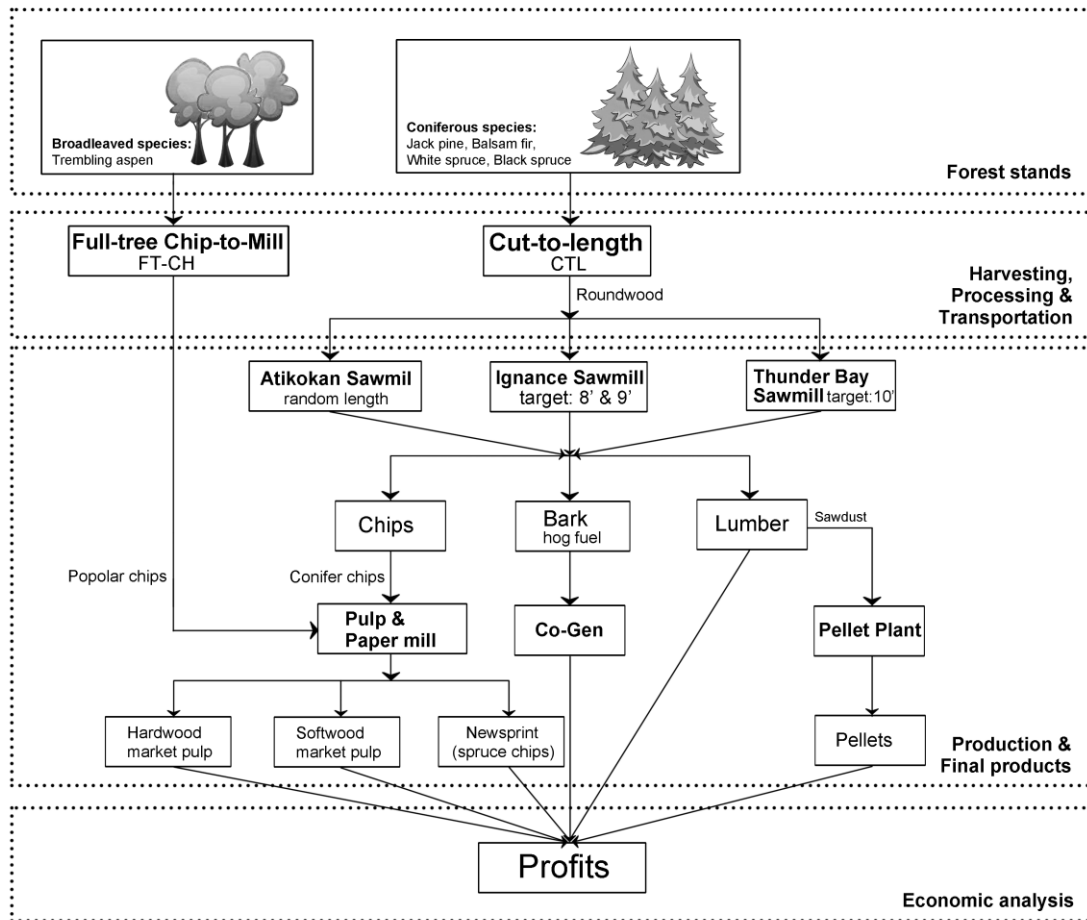 Broadleaved species:
Trembling aspen
Coniferous species:
Jack pine, Balsam fir,
White spruce, Black spruce
Forest stands
Full-tree Chip-to-Mill
FT-CH
Cut-to-length
CTL
Roundwood
Harvesting,
Processing &
Transportation
Atikokan Sawmil
random length
Ignance Sawmill
target: 8' & 9'
Thunder Bay
Sawmill target:10'
Chips
Bark
hog fuel
Lumber
Sawdust
Popolar chips
Conifer chips
Pulp &
Paper mill
Co-Gen
Pellet Plant
Hardwood
market pulp
Softwood
market pulp
Newsprint
(spruce chips)
Pellets
Production &
Final products
Profits
Economic analysis